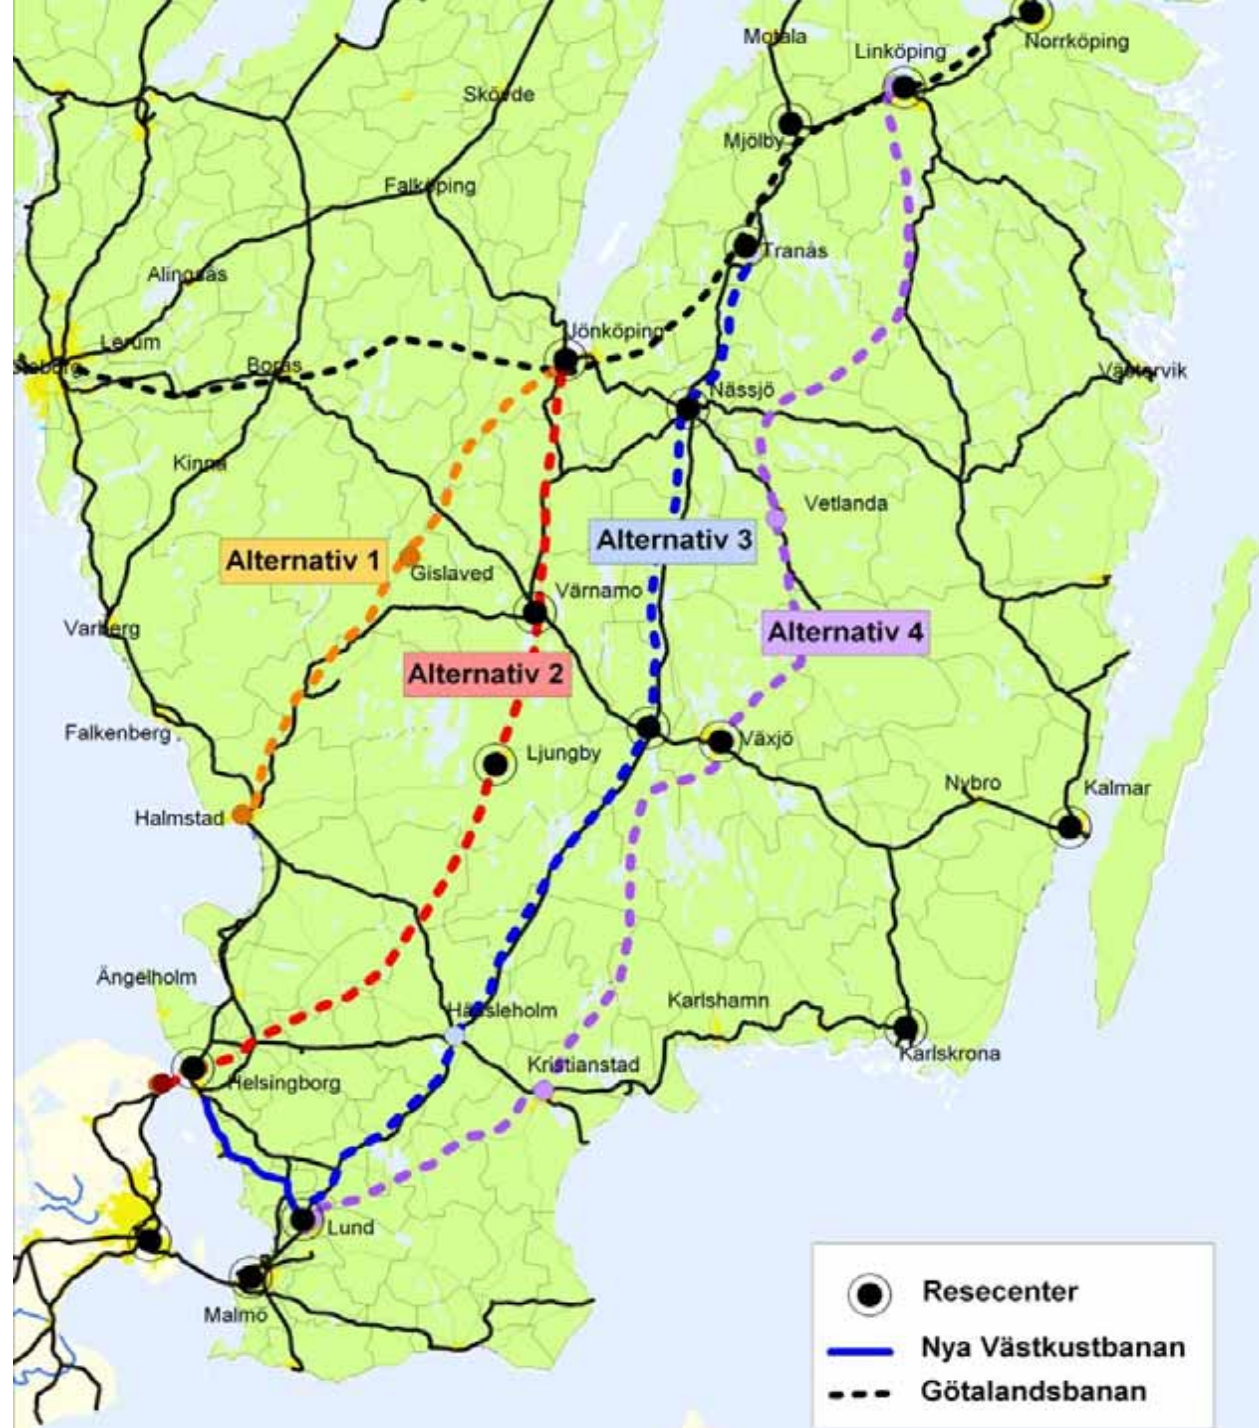 Motala
Linköping
Norrköping
Skövde
Mjölby
Falköping
Tranås
Alingsås
Jönköping
Lerum
Borås
Västervik
Nässjö
Kinna
Vetlanda
Alternativ 3
Alternativ 1
Gislaved
Värnamo
Varberg
Alternativ 4
Alternativ 2
Falkenberg
Ljungby
Växjö
Nybro
Kalmar
Halmstad
Ängelholm
Karlshamn
Hässleholm
Karlskrona
Kristianstad
Helsingborg
Lund
Malmö
Resecenter
Nya Västkustbanan
Götalandsbanan